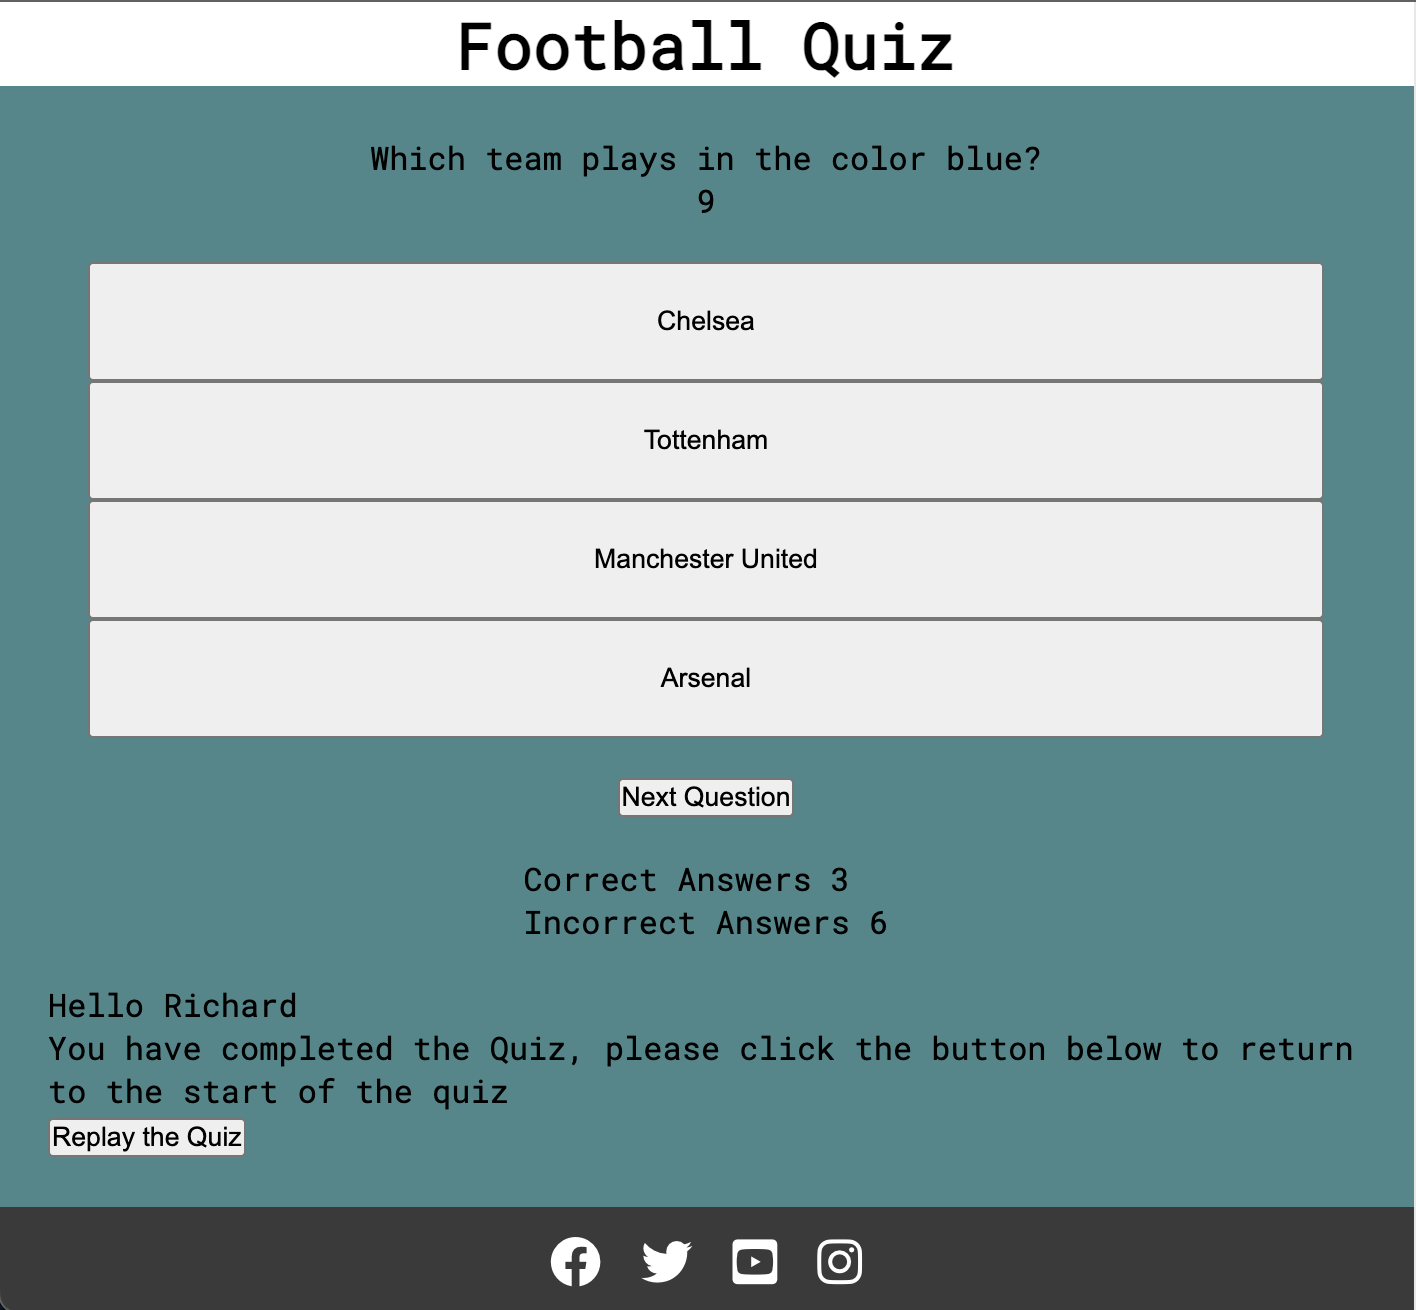 Football Quiz
Which team plays in the color blue?
9
Chelsea
Tottenham
Manchester United
Arsenal
Next Question
Correct Answers 3
Incorrect Answers 6
Hello Richard
You have completed the Quiz, please click the button below to return
to the start of the quiz
Replay the Quiz